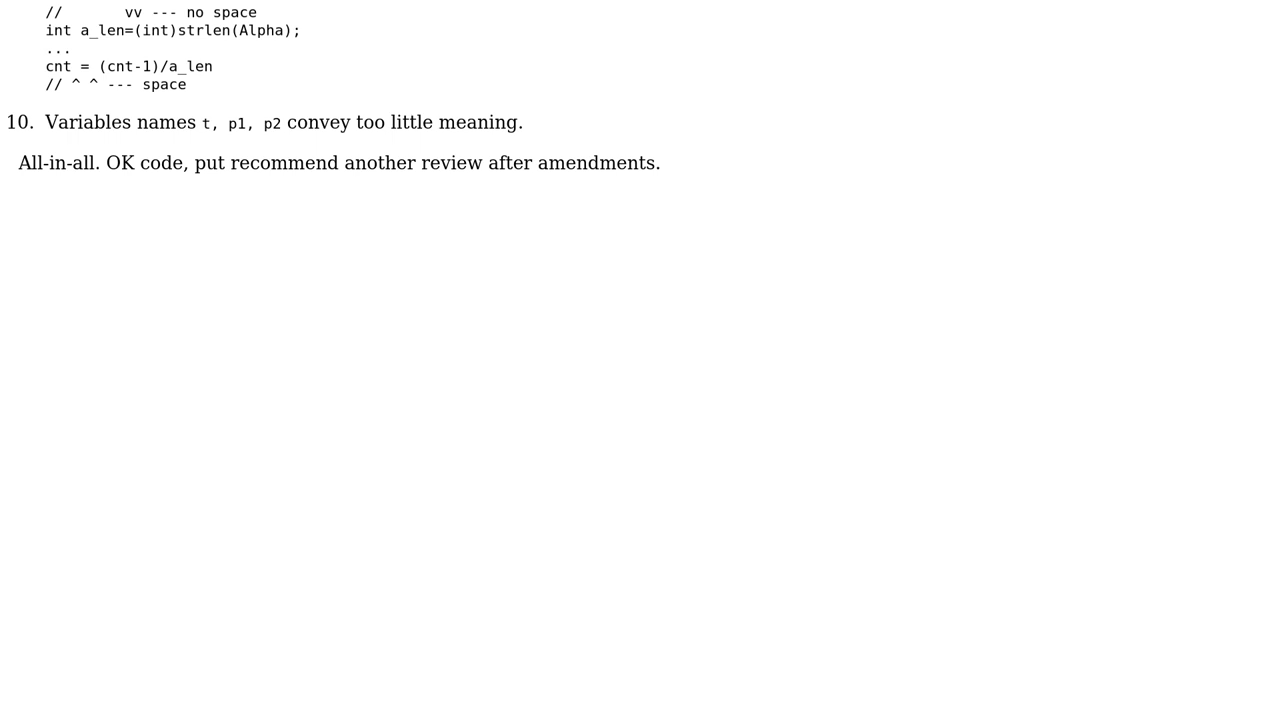 //       vv --- no space
int a_len=(int)strlen(Alpha);
...
cnt = (cnt-1)/a_len
// ^ ^ --- space
10. Variables names t, p1, p2 convey too little meaning.
All-in-all. OK code, put recommend another review after amendments.